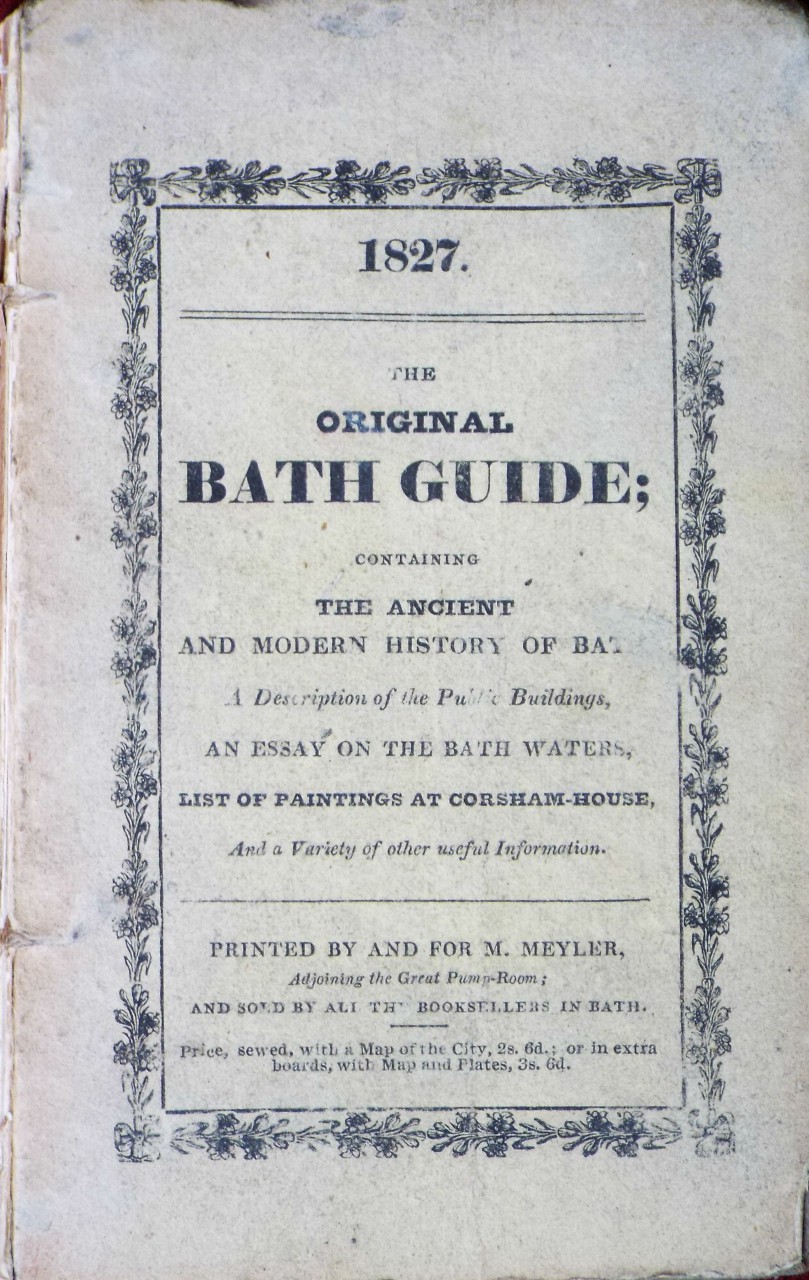 1827.
THE
ORIGINAL
BATH GUIDE;
CONTAINING
THE ANCIENT
AND MODERN HISTORY OF BAT
A Description of the Public Buildings,
AN ESSAY ON THE BATH WATERS,
LIST OF PAINTINGS AT CORSHAM-HOUSE,
And a Variety of other useful Information.
PRINTED BY AND FOR M. MEYLER,
Adjoining the Great Pump-Room;
AND SOLD BY ALL THE BOOKSELLERS IN BATH.
Price, sewed, with a Map of the City, 2s. 6d.; or in extra
boards, with Map and Plates, 3s. 6d.